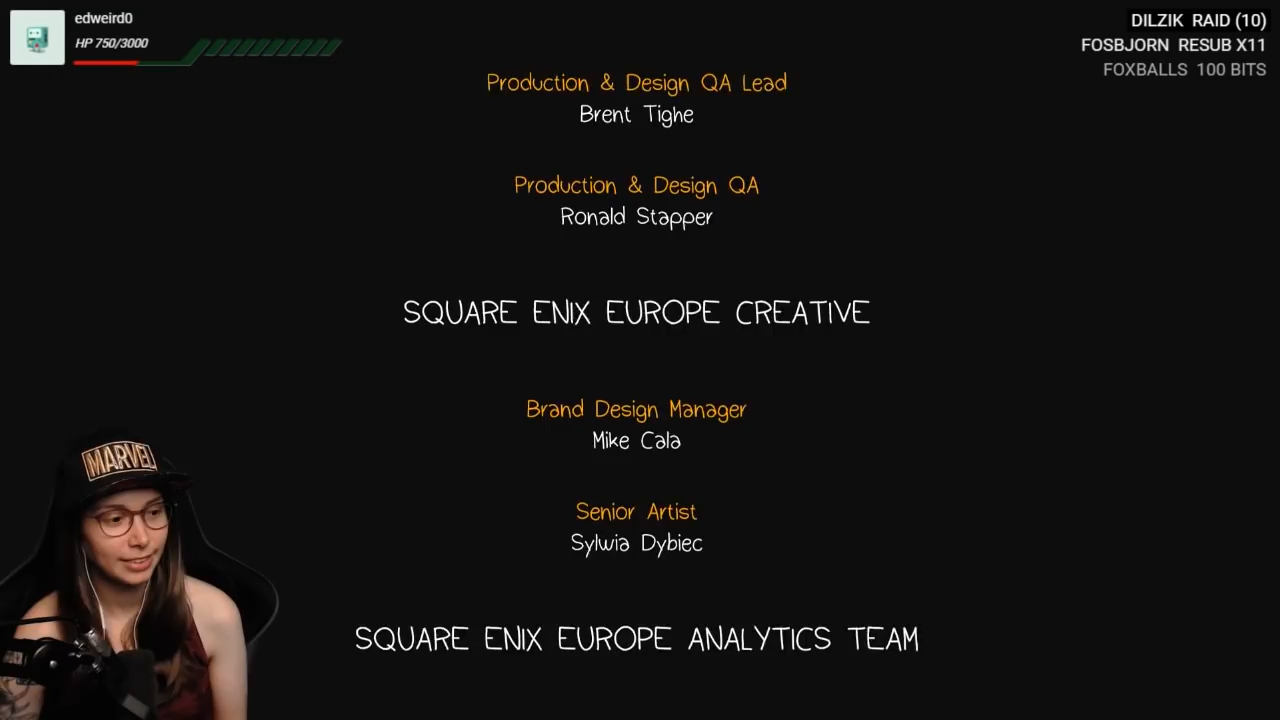 edweird0
HP 750/3000
DILZIK RAID (10)
FOSBJORN RESUB X11
FOXBALLS 100 BITS
Production & Design QA Lead
Brent Tighe
Production & Design QA
Ronald Stapper
SQUARE ENIX EUROPE CREATIVE
Brand Design Manager
Mike Cala
Senior Artist
Sylwia Dybiec
SQUARE ENIX EUROPE ANALYTICS TEAM
MARVEL